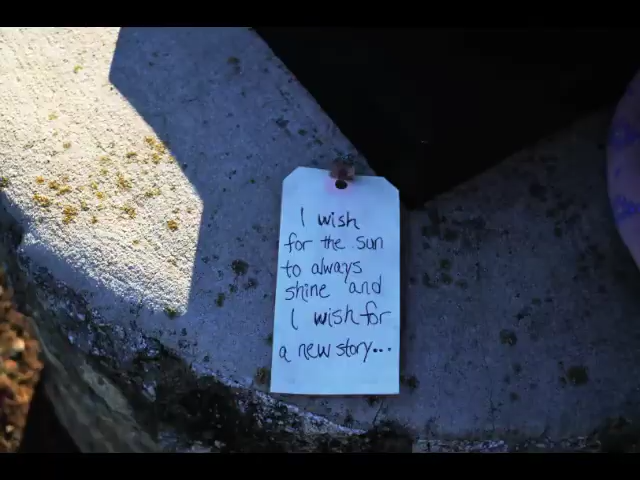 I wish
for the sun
to always
shine and
I wish for
a new story...